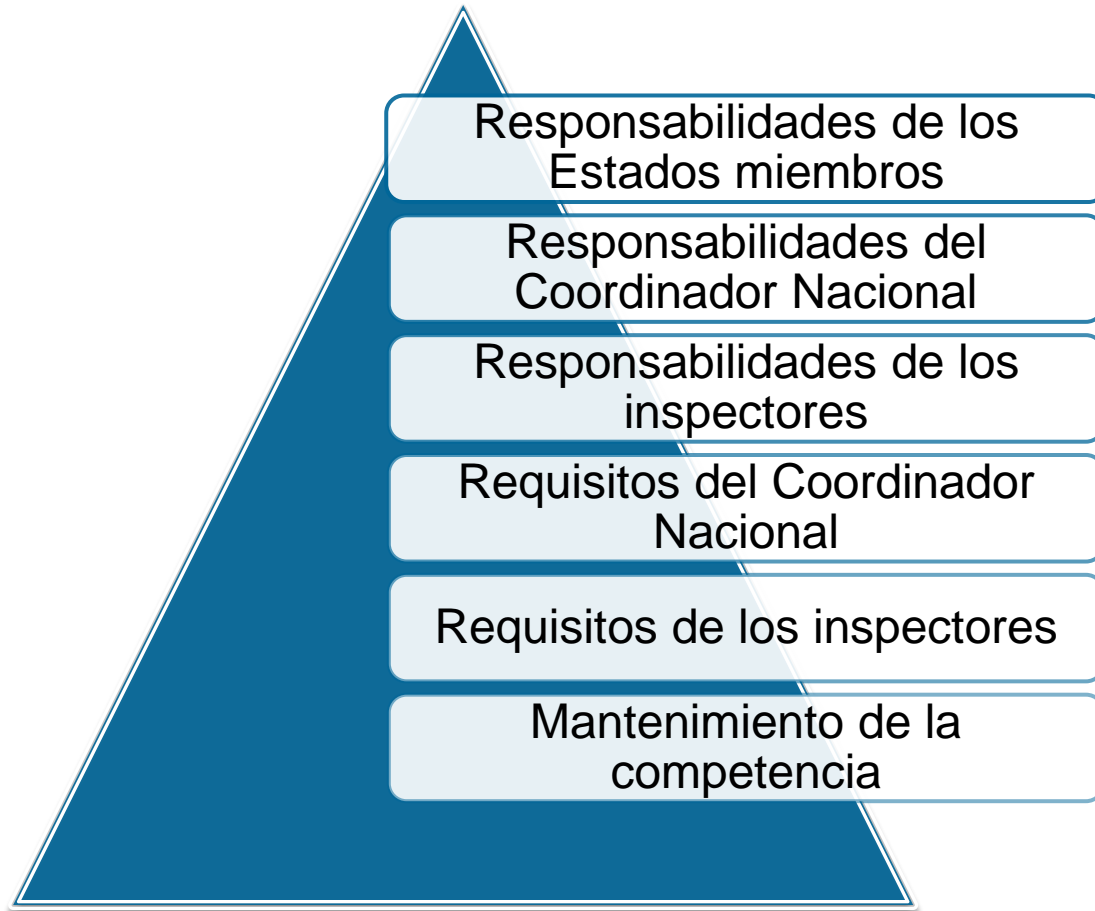 Responsabilidades de los
Estados miembros
Responsabilidades del
Coordinador Nacional
Responsabilidades de los
inspectores
Requisitos del Coordinador
Nacional
Requisitos de los inspectores
Mantenimiento de la
competencia